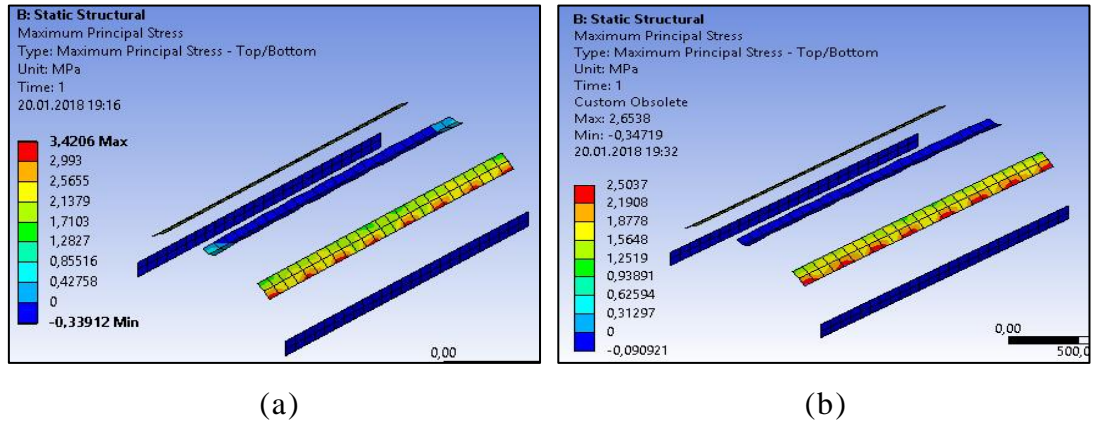 B: Static Structural
Maximum Principal Stress
Type: Maximum Principal Stress - Top/Bottom
Unit: MPa
Time: 1
20.01.2018 19:16
3,4206 Max
2,993
2,5655
2,1379
1,7103
1,2827
0,85516
0,42758
0
-0,33912 Min
0,00
B: Static Structural
Maximum Principal Stress
Type: Maximum Principal Stress - Top/Bottom
Unit: MPa
Time: 1
Custom Obsolete
Max: 2,6538
Min: -0,34719
20.01.2018 19:32
2,5037
2,1908
1,8778
1,5648
1,2519
0,93891
0,62594
0,31297
0
-0,090921
0,00
500,0
(a)
(b)